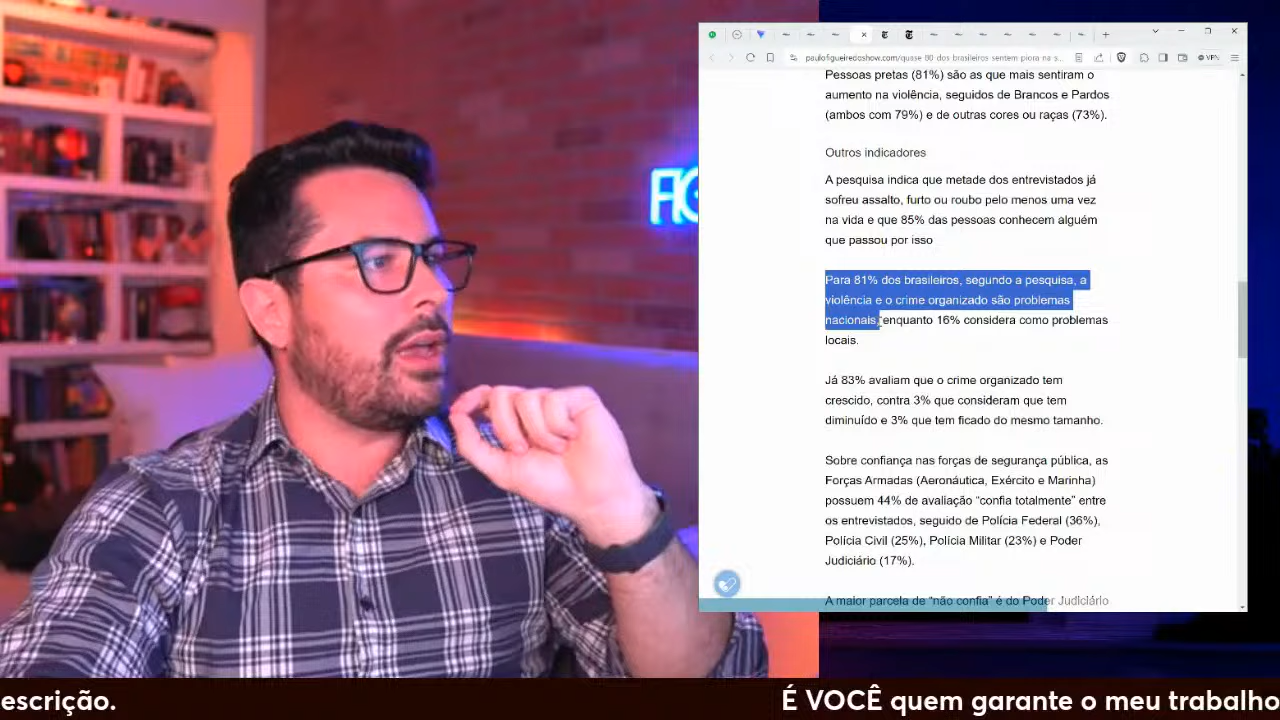 paulofigueiredoshow.com/quase 80 dos brasileiros sentem piora na s...
VPN
Pessoas pretas (81%) são as que mais sentiram o
aumento na violência, seguidos de Brancos e Pardos
(ambos com 79%) e de outras cores ou raças (73%).
Outros indicadores
A pesquisa indica que metade dos entrevistados já
sofreu assalto, furto ou roubo pelo menos uma vez
na vida e que 85% das pessoas conhecem alguém
que passou por isso
Para 81% dos brasileiros, segundo a pesquisa, a
violência e o crime organizado são problemas
nacionais, enquanto 16% considera como problemas
locais.
Já 83% avaliam que o crime organizado tem
crescido, contra 3% que consideram que tem
diminuído e 3% que tem ficado do mesmo tamanho.
Sobre confiança nas forças de segurança pública, as
Forças Armadas (Aeronáutica, Exército e Marinha)
possuem 44% de avaliação “confia totalmente” entre
os entrevistados, seguido de Polícia Federal (36%),
Polícia Civil (25%), Polícia Militar (23%) e Poder
Judiciário (17%).
A maior parcela de “não confia” é do Poder Judiciário
FIG
escrição. É VOCÊ quem garante o meu trabalho